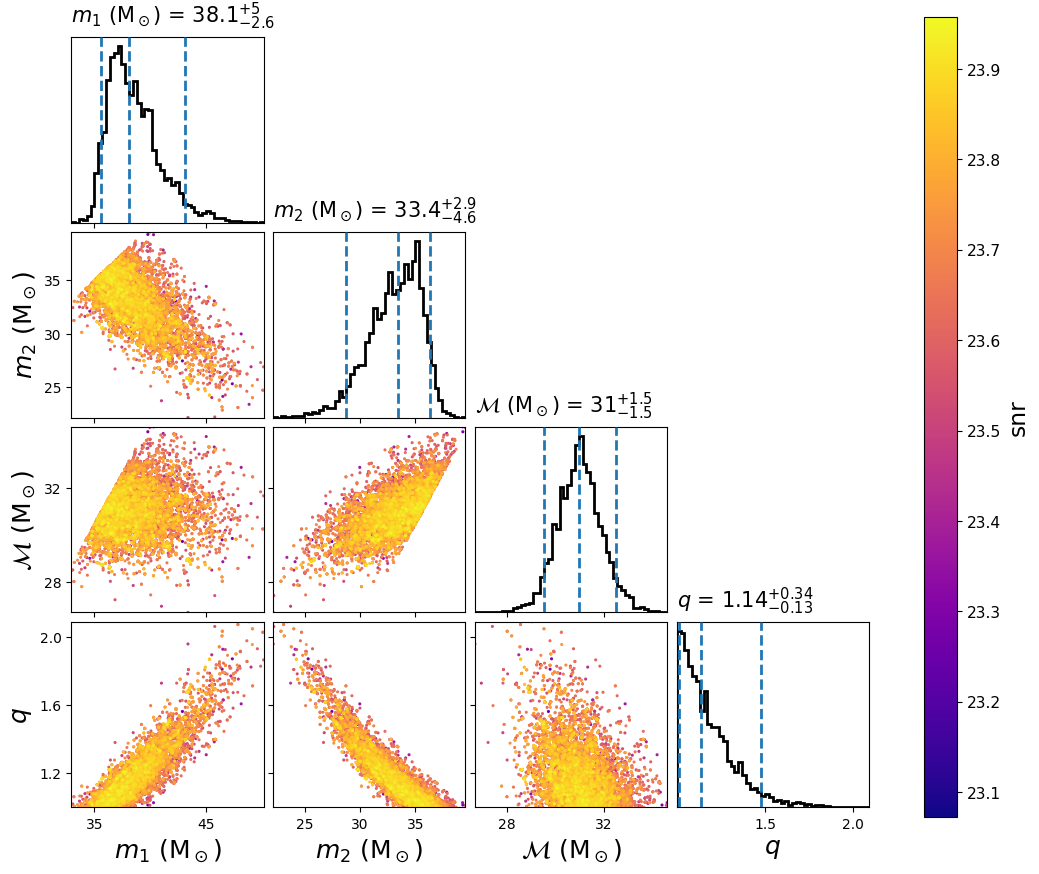 m₁ (M⊙) = 38.1⁺⁵₋₂.₆
23.9
m₂ (M⊙) = 33.4⁺²·⁹₋₄.₆
23.8
35
30
25
m₂ (M⊙)
23.7
23.6
ℳ (M⊙) = 31⁺¹·⁵₋₁.₅
23.5
snr
32
28
ℳ (M⊙)
23.4
23.3
q = 1.14⁺⁰·³⁴₋₀.₁₃
2.0
1.6
1.2
q
23.2
23.1
35 45 25 30 35 28 32 1.5 2.0
m₁ (M⊙) m₂ (M⊙) ℳ (M⊙) q